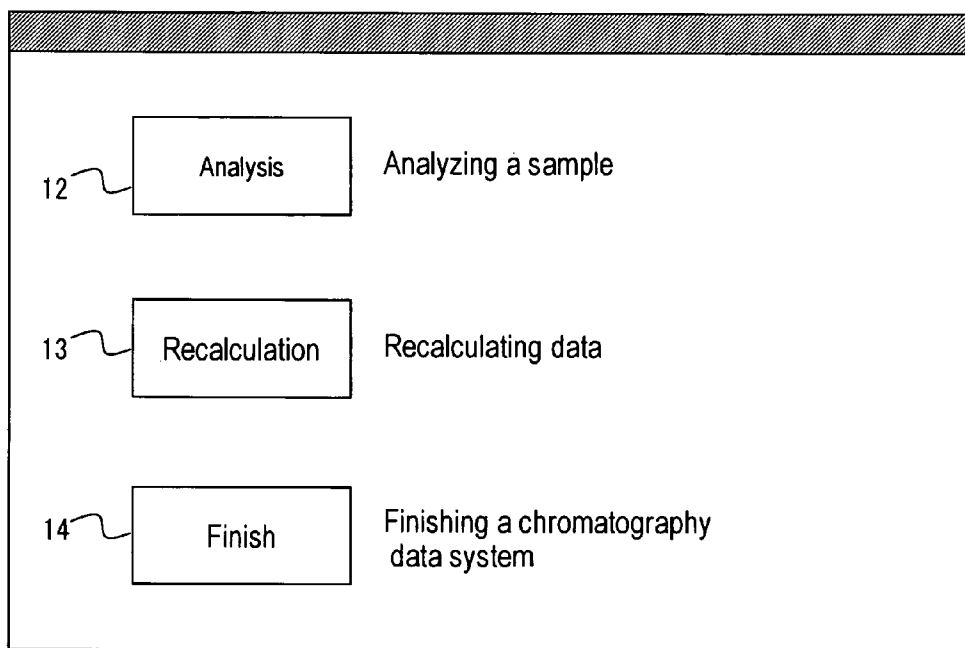 12 Analysis Analyzing a sample
13 Recalculation Recalculating data
14 Finish Finishing a chromatography
data system